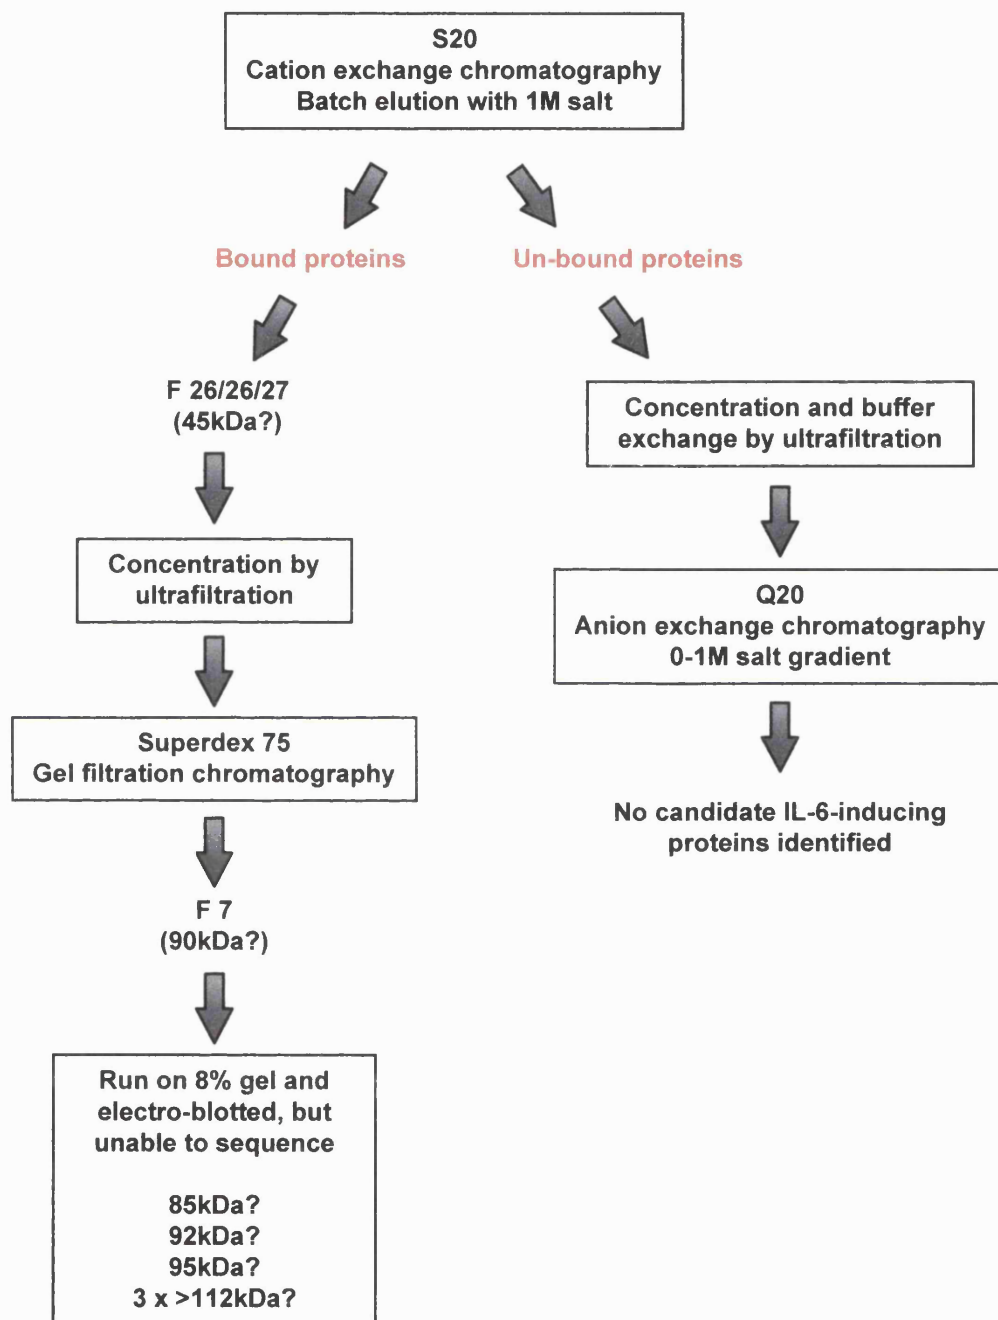 S20
Cation exchange chromatography
Batch elution with 1M salt
Bound proteins
Un-bound proteins
F 26/26/27
(45kDa?)
Concentration by
ultrafiltration
Superdex 75
Gel filtration chromatography
F 7
(90kDa?)
Run on 8% gel and
electro-blotted, but
unable to sequence
85kDa?
92kDa?
95kDa?
3 x >112kDa?
Concentration and buffer
exchange by ultrafiltration
Q20
Anion exchange chromatography
0-1M salt gradient
No candidate IL-6-inducing
proteins identified